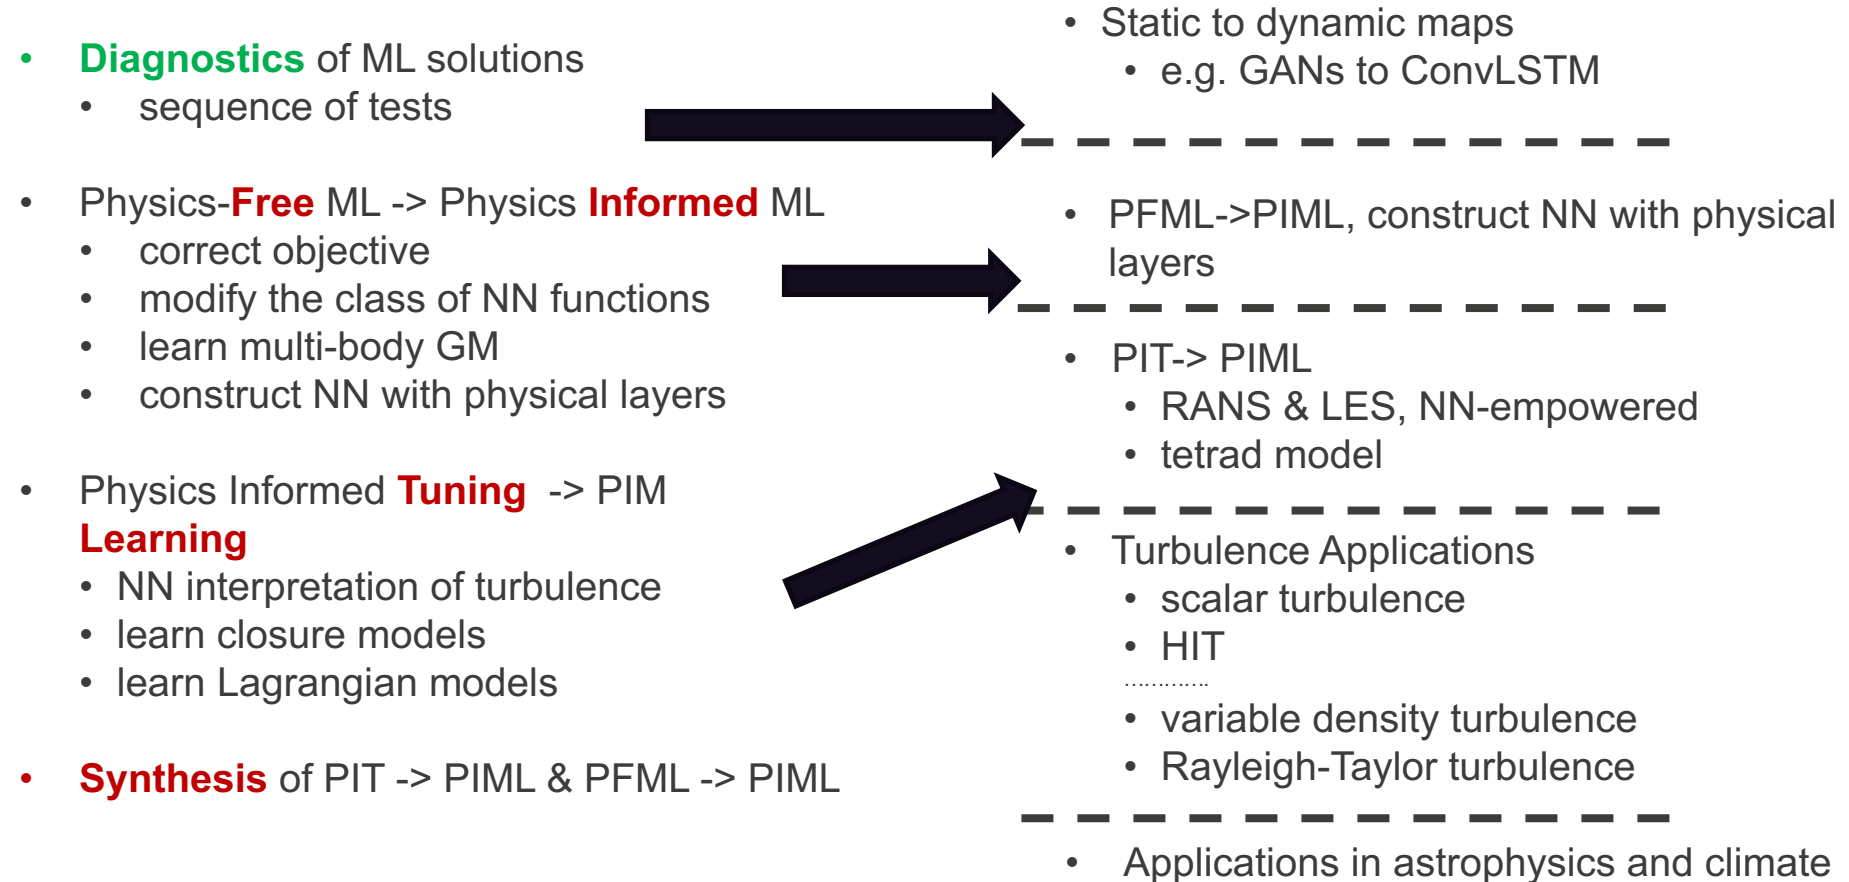 • Diagnostics of ML solutions
• sequence of tests
• Physics-Free ML -> Physics Informed ML
• correct objective
• modify the class of NN functions
• learn multi-body GM
• construct NN with physical layers
• Physics Informed Tuning -> PIM
Learning
• NN interpretation of turbulence
• learn closure models
• learn Lagrangian models
• Synthesis of PIT -> PIML & PFML -> PIML
• Static to dynamic maps
• e.g. GANs to ConvLSTM
• PFML->PIML, construct NN with physical
layers
• PIT-> PIML
• RANS & LES, NN-empowered
• tetrad model
• Turbulence Applications
• scalar turbulence
• HIT
.............
• variable density turbulence
• Rayleigh-Taylor turbulence
• Applications in astrophysics and climate